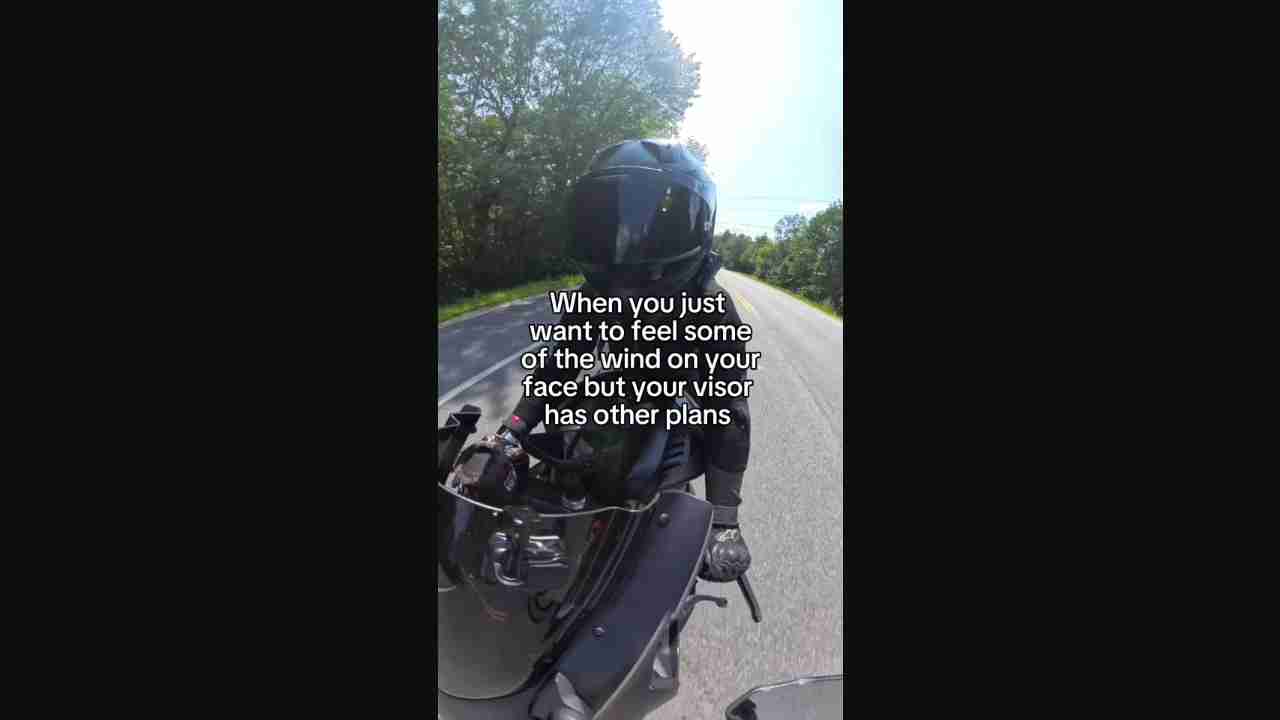 When you just
want to feel some
of the wind on your
face but your visor
has other plans